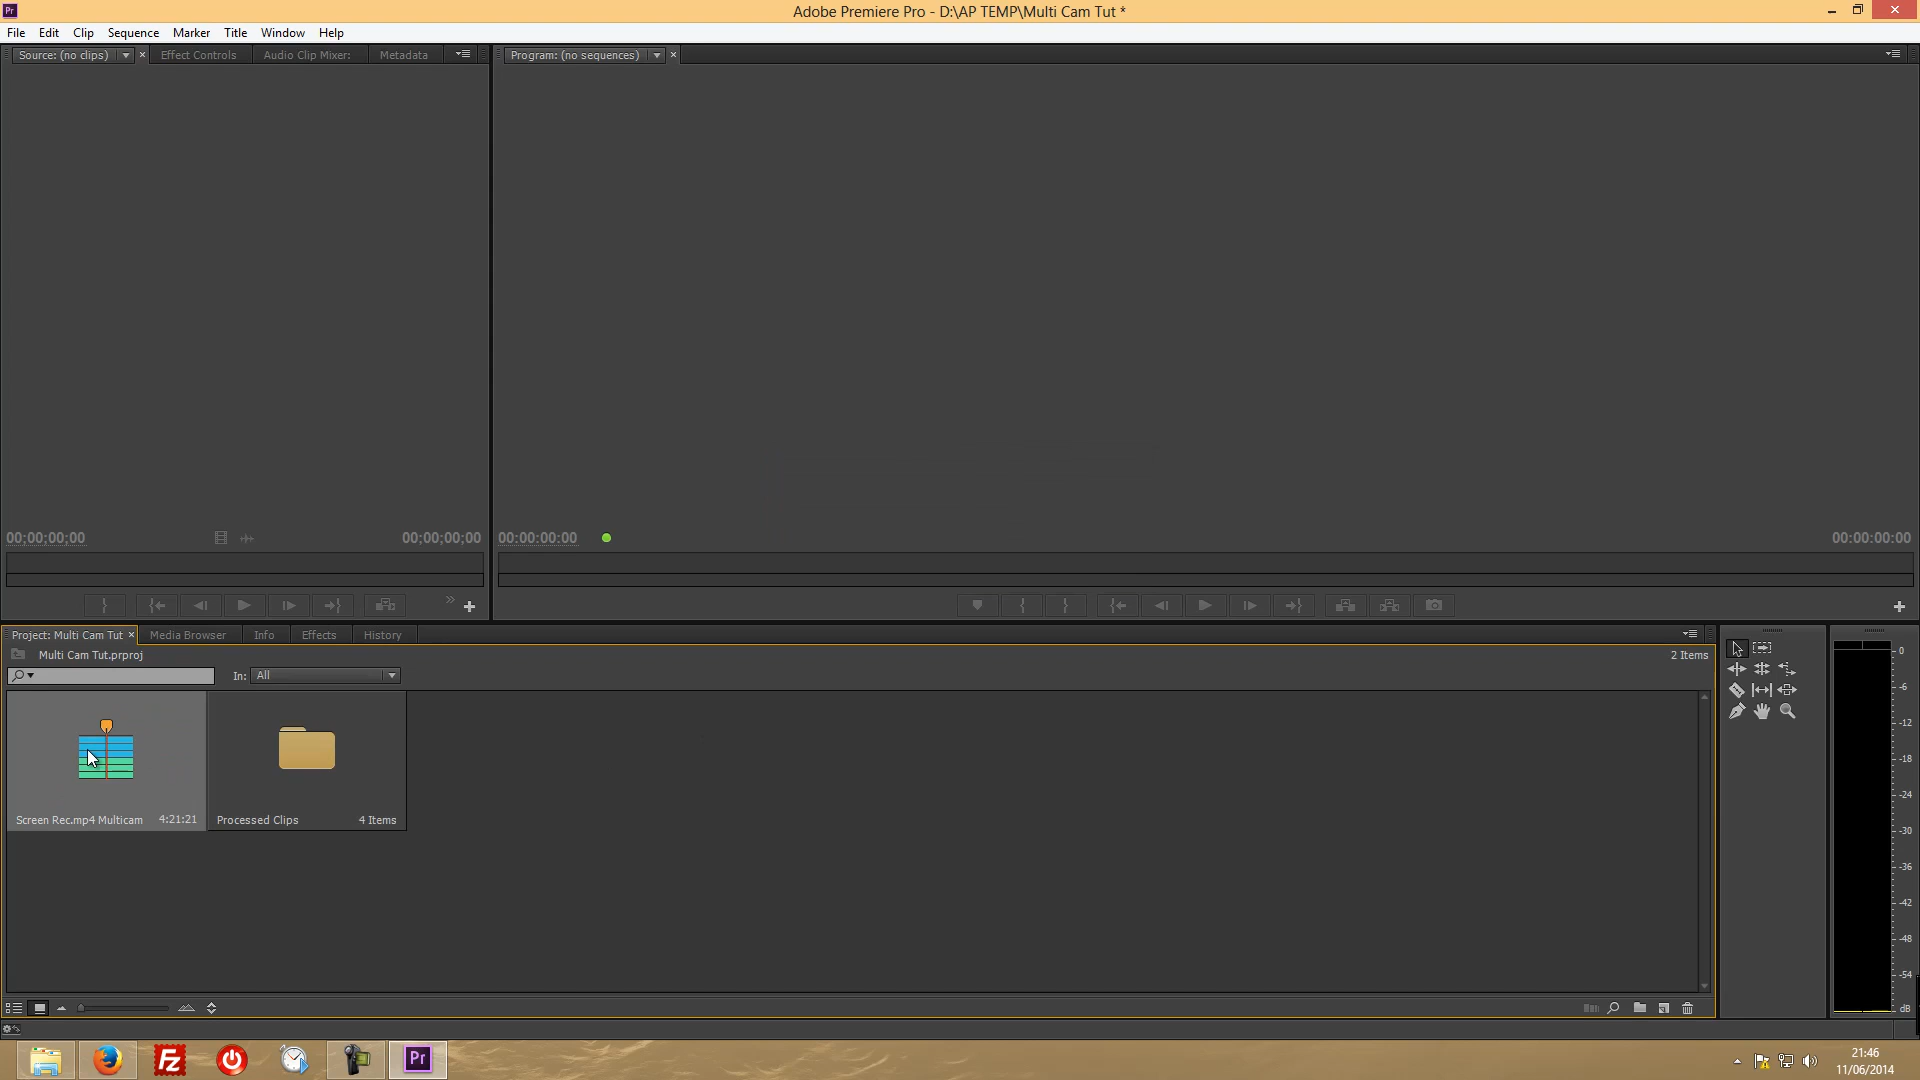 Pr
Adobe Premiere Pro - D:\AP TEMP\Multi Cam Tut *
File Edit Clip Sequence Marker Title Window Help
Source: (no clips) Effect Controls Audio Clip Mixer: Metadata
Program: (no sequences)
00;00;00;00 00;00;00;00
00:00:00:00 00:00:00:00
Project: Multi Cam Tut Media Browser Info Effects History
Multi Cam Tut.prproj 2 Items
In: All
Screen Rec.mp4 Multicam 4:21:21
Processed Clips 4 Items
0
-6
-12
-18
-24
-30
-36
-42
-48
-54
dB
Fz
Pr
21:46
11/06/2014